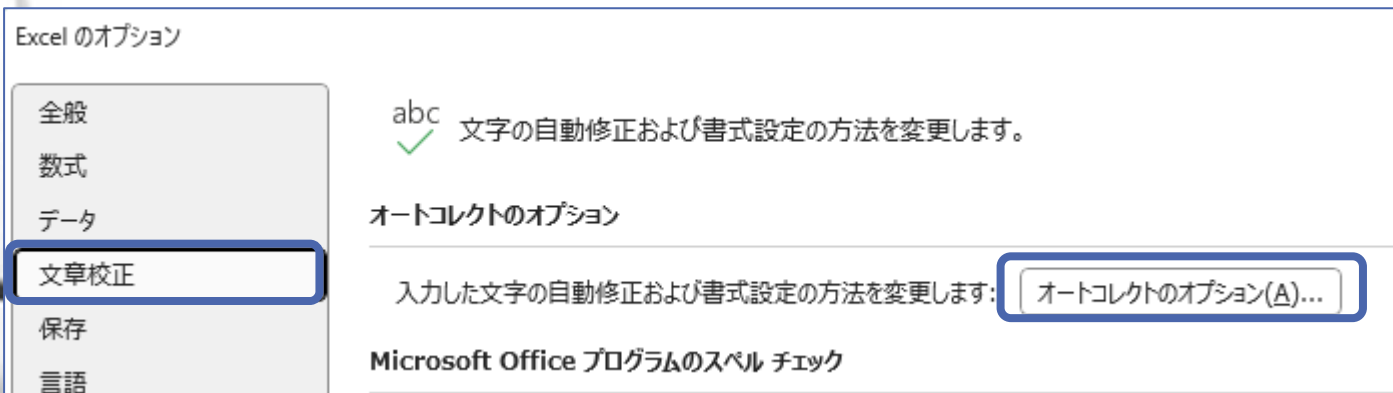 Excel のオプション
全般
数式
データ
文章校正
保存
言語
abc
文字の自動修正および書式設定の方法を変更します。
オートコレクトのオプション
入力した文字の自動修正および書式設定の方法を変更します: オートコレクトのオプション(A)...
Microsoft Office プログラムのスペル チェック